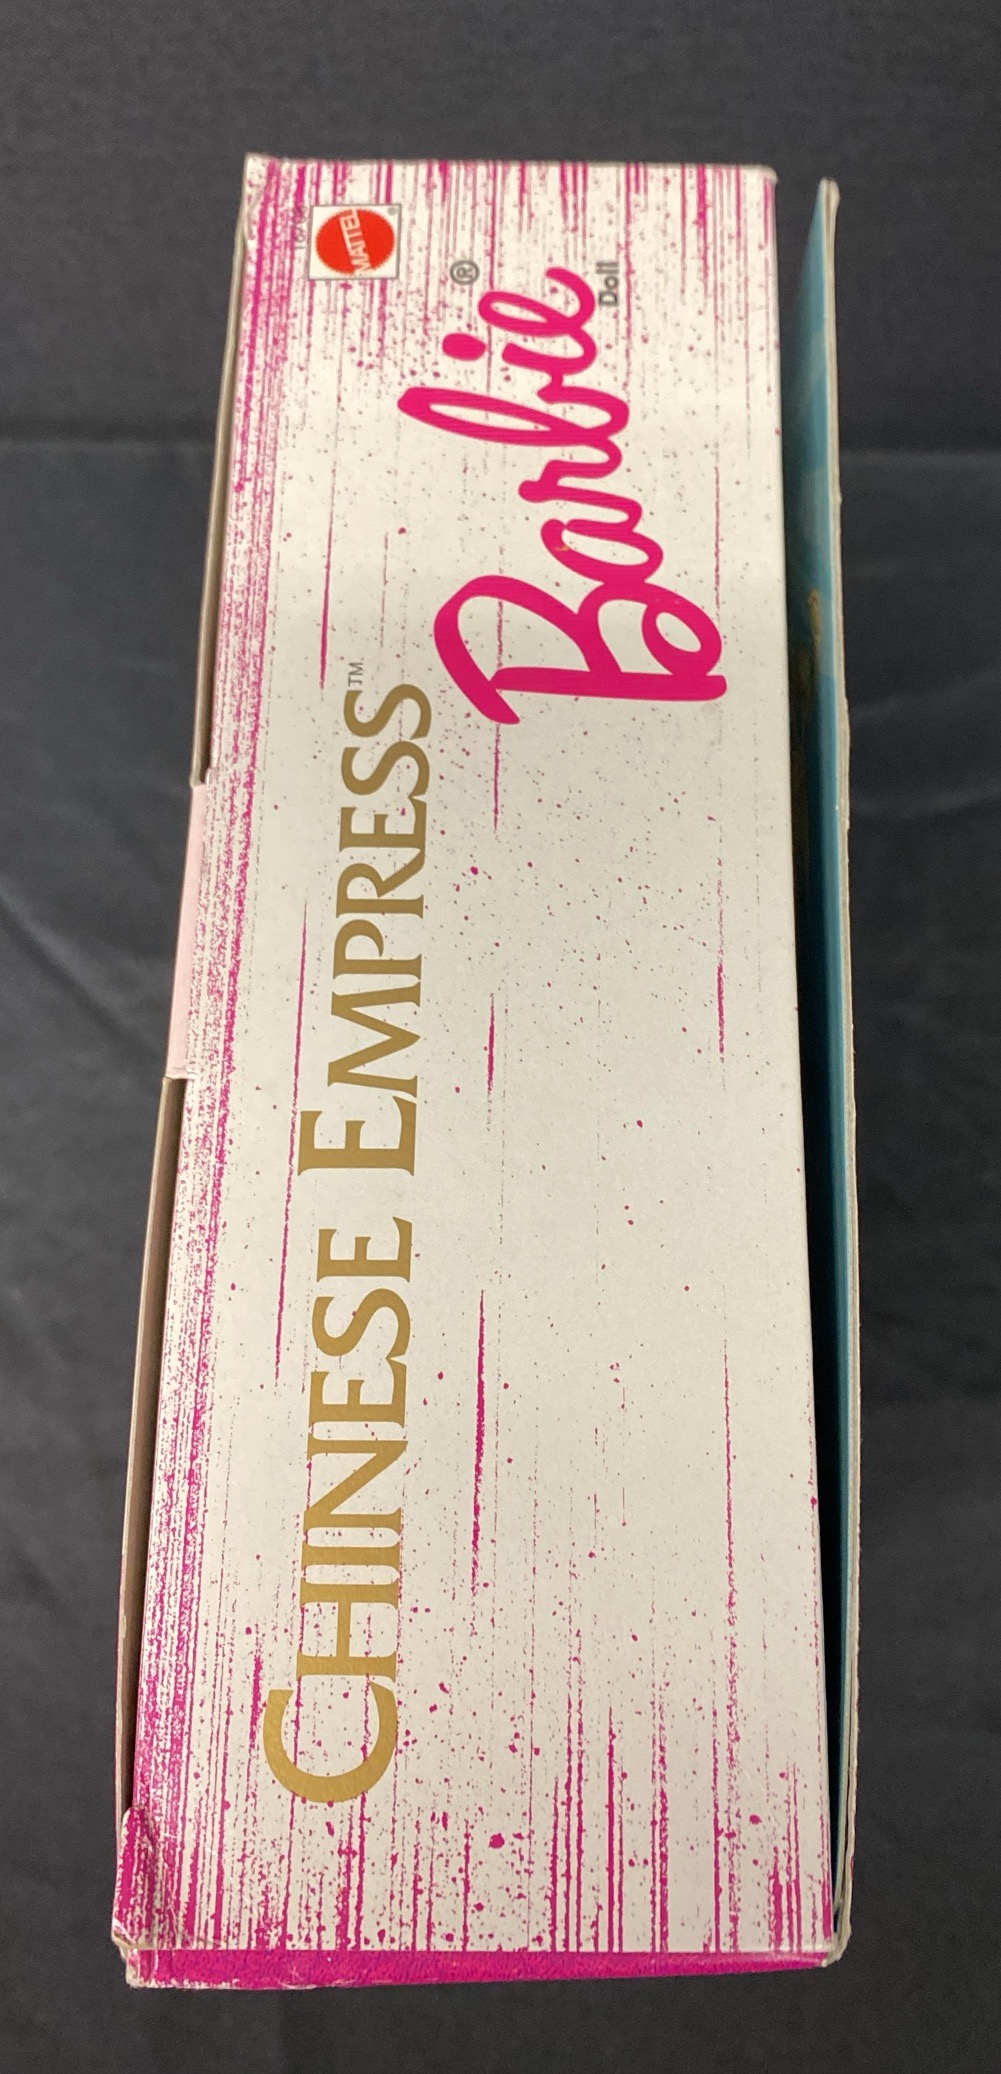 CHINESE EMPRESS™
Barbie®
Doll
MATTEL®